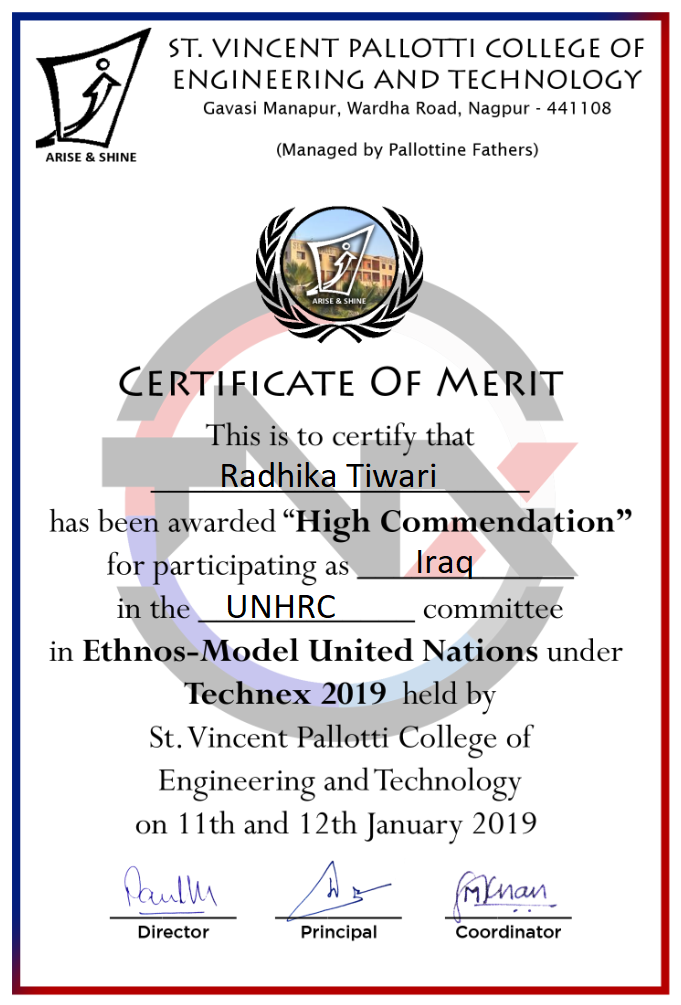 ST. VINCENT PALLOTTI COLLEGE OF
ENGINEERING AND TECHNOLOGY
Gavasi Manapur, Wardha Road, Nagpur - 441108
(Managed by Pallottine Fathers)
ARISE & SHINE
ARISE & SHINE
CERTIFICATE OF MERIT
This is to certify that
Radhika Tiwari
has been awarded “High Commendation”
for participating as Iraq
in the UNHRC committee
in Ethnos-Model United Nations under
Technex 2019 held by
St. Vincent Pallotti College of
Engineering and Technology
on 11th and 12th January 2019
Director Principal Coordinator